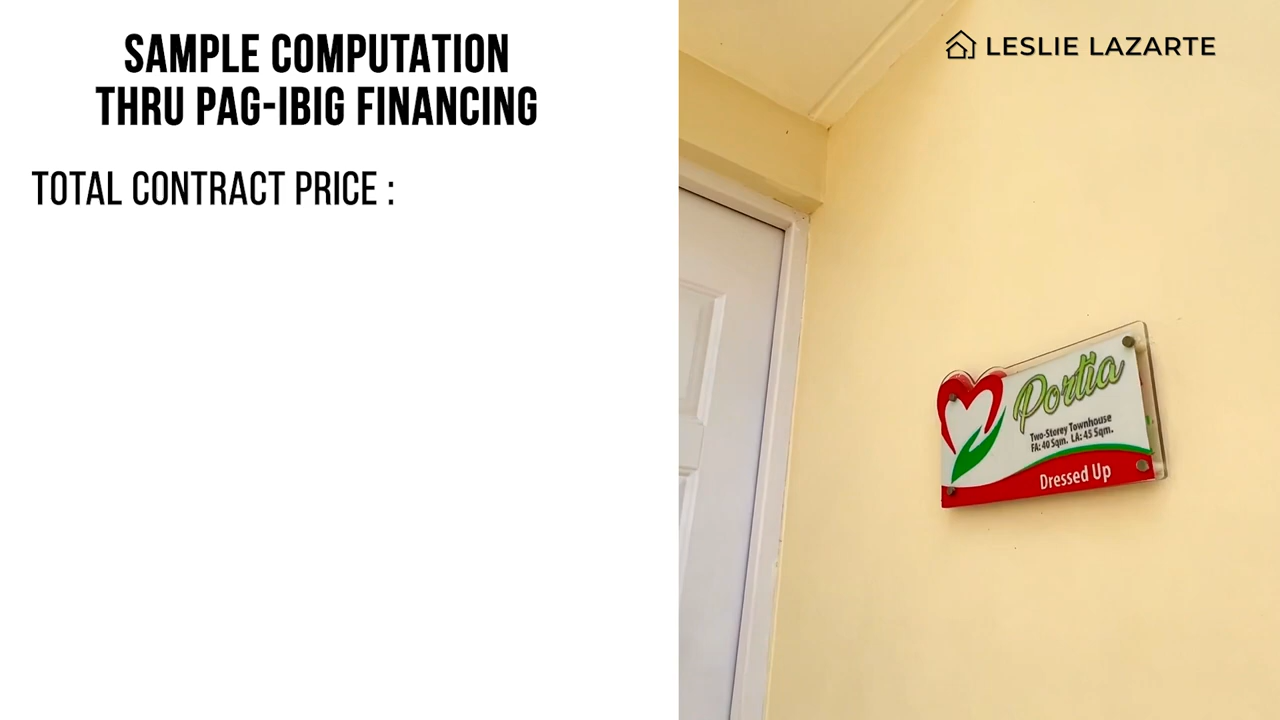 SAMPLE COMPUTATION
THRU PAG-IBIG FINANCING
TOTAL CONTRACT PRICE :
LESLIE LAZARTE
Portia
Two-Storey Townhouse
FA: 40 Sqm. LA: 45 Sqm.
Dressed Up